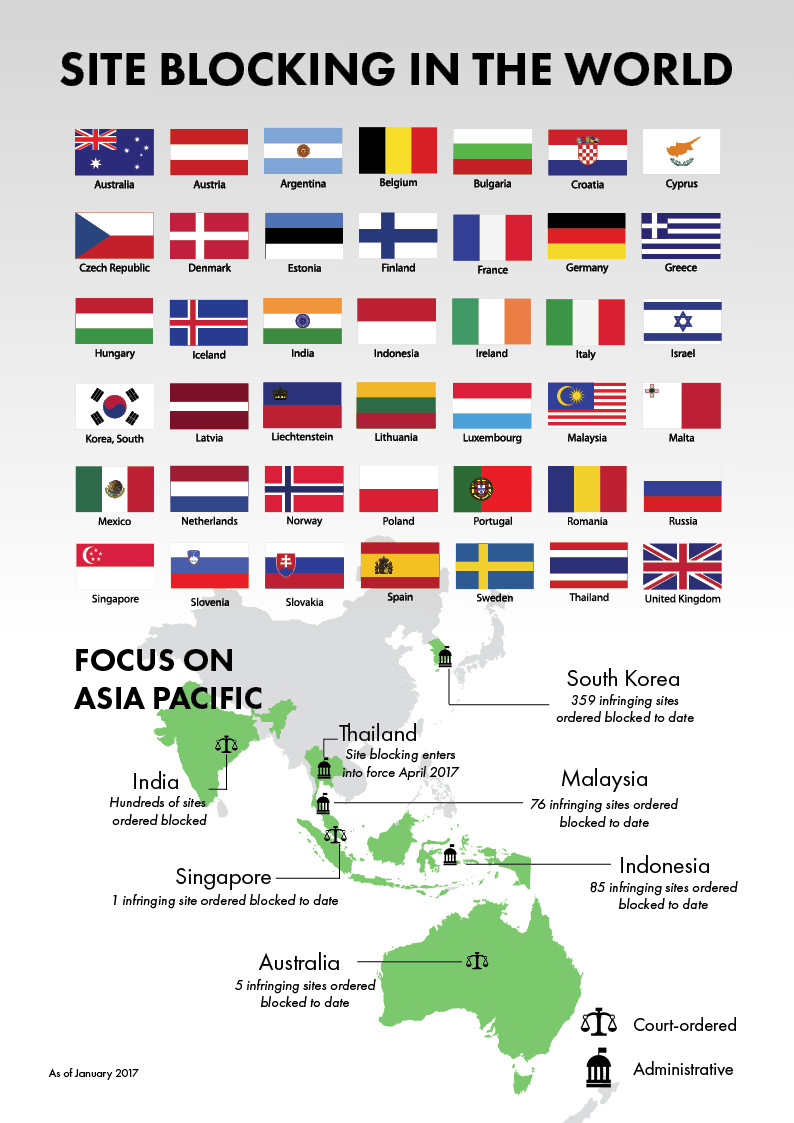 SITE BLOCKING IN THE WORLD
Australia
Austria
Argentina
Belgium
Bulgaria
Croatia
Cyprus
Czech Republic
Denmark
Estonia
Finland
France
Germany
Greece
Hungary
Iceland
India
Indonesia
Ireland
Italy
Israel
Korea, South
Latvia
Liechtenstein
Lithuania
Luxembourg
Malaysia
Malta
Mexico
Netherlands
Norway
Poland
Portugal
Romania
Russia
Singapore
Slovenia
Slovakia
Spain
Sweden
Thailand
United Kingdom
FOCUS ON
ASIA PACIFIC
South Korea
359 infringing sites
ordered blocked to date
Thailand
Site blocking enters
into force April 2017
India
Hundreds of sites
ordered blocked
Malaysia
76 infringing sites ordered
blocked to date
Singapore
1 infringing site ordered blocked to date
Indonesia
85 infringing sites ordered
blocked to date
Australia
5 infringing sites ordered
blocked to date
Court-ordered
Administrative
As of January 2017